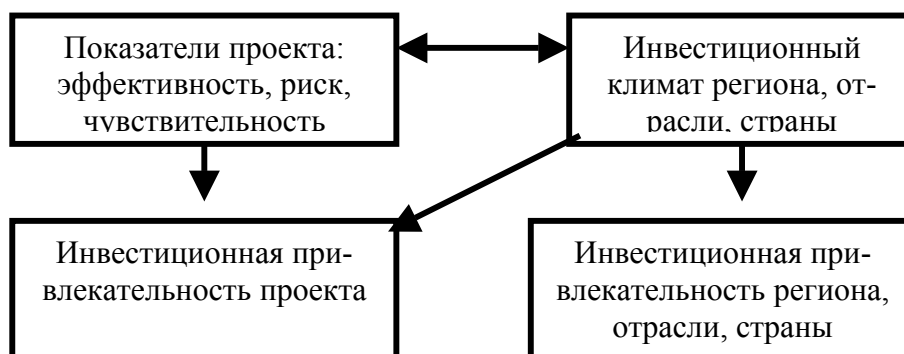 Показатели проекта:
эффективность, риск,
чувствительность
Инвестиционный
климат региона, от-
расли, страны
Инвестиционная при-
влекательность проекта
Инвестиционная при-
влекательность региона,
отрасли, страны